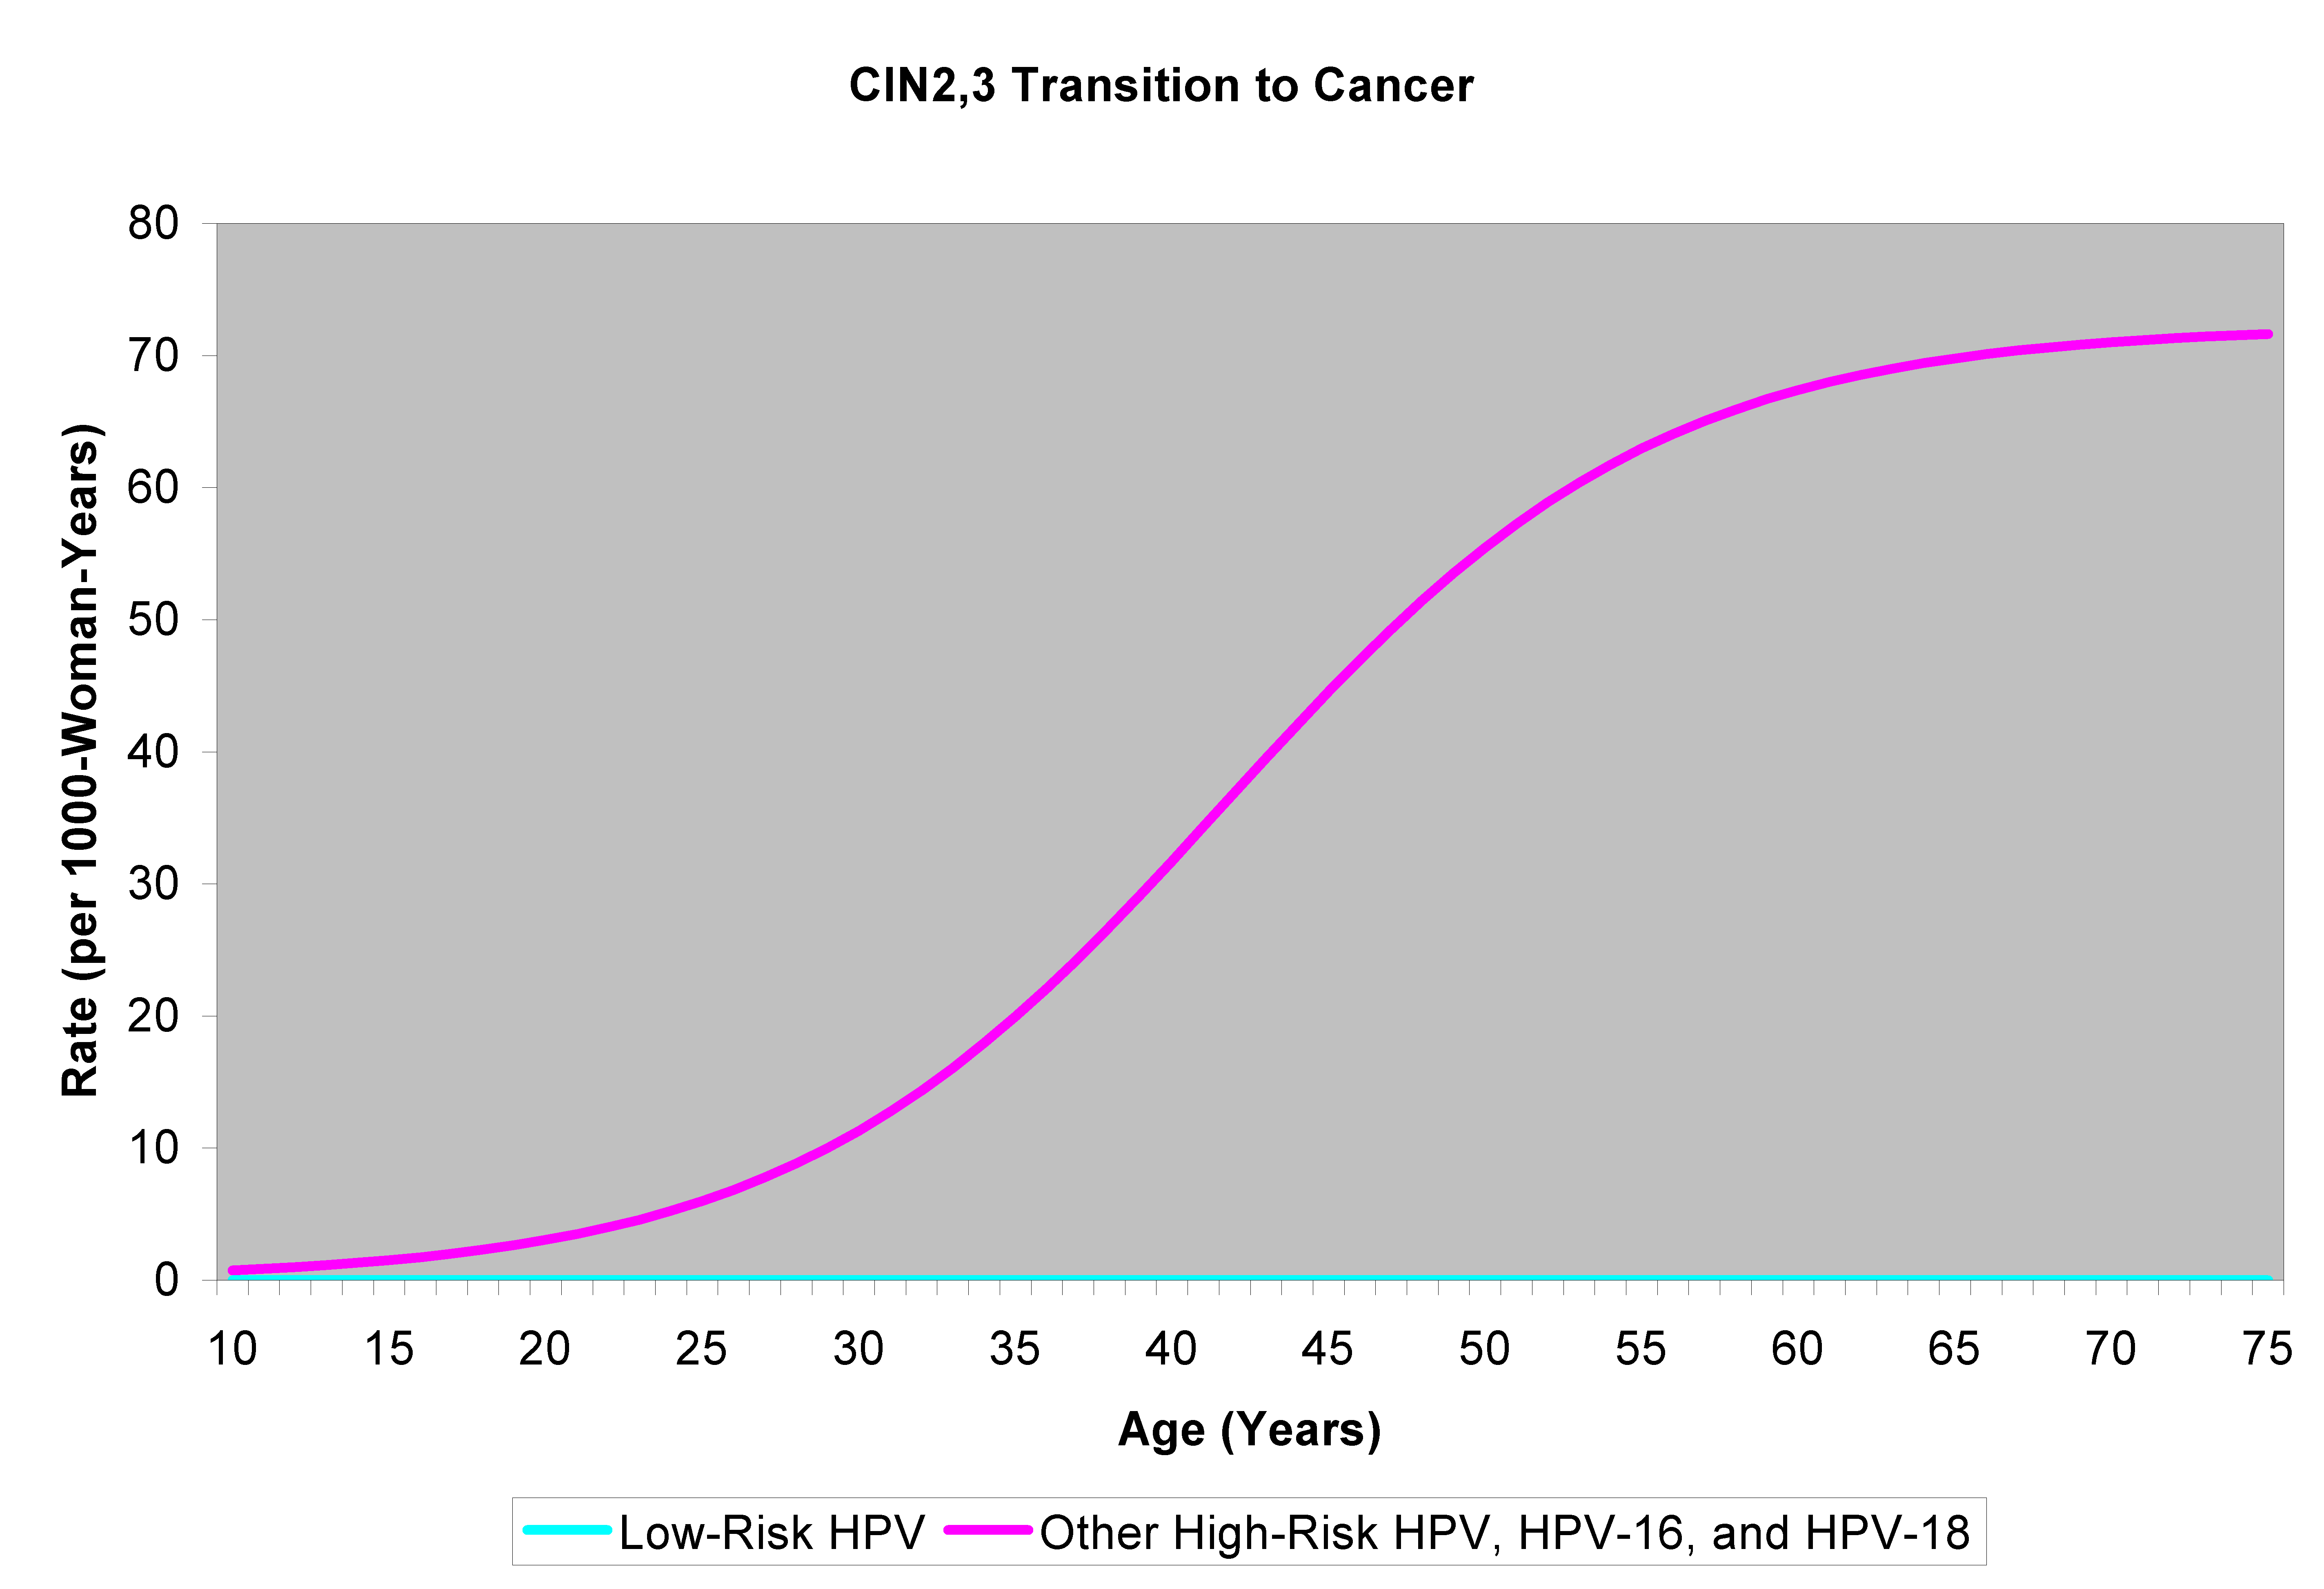 CIN2,3 Transition to Cancer
Rate (per 1000-Woman-Years)
80
70
60
50
40
30
20
10
0
10 15 20 25 30 35 40 45 50 55 60 65 70 75
Age (Years)
Low-Risk HPV Other High-Risk HPV, HPV-16, and HPV-18